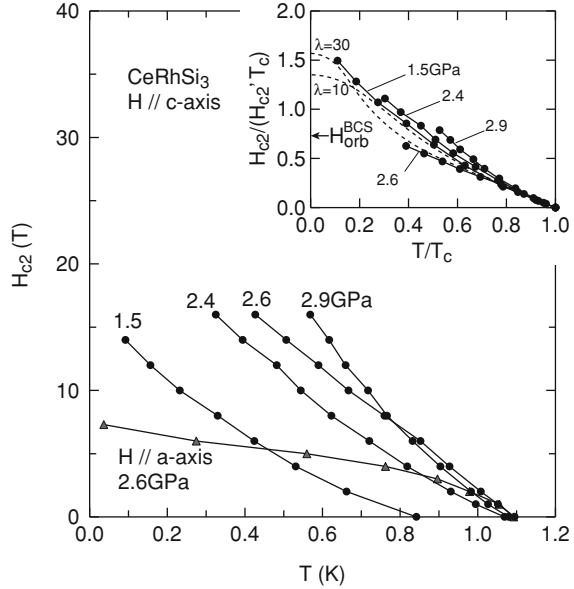 CeRhSi₃
H // c-axis
H_c2 (T)
40
30
20
10
0
1.5
2.4
2.6
2.9GPa
H // a-axis
2.6GPa
0.0 0.2 0.4 0.6 0.8 1.0 1.2
T (K)
H_c2/(H_c2'T_c)
2.0
1.5
1.0
0.5
0.0
λ=30
λ=10
1.5GPa
2.4
2.9
2.6
H_orb^BCS
0.0 0.2 0.4 0.6 0.8 1.0
T/T_c